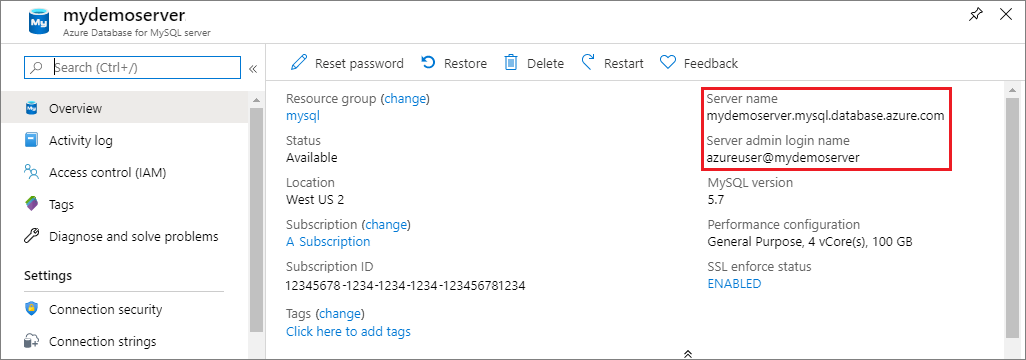 mydemoserver
Azure Database for MySQL server
Search (Ctrl+/)
«
Overview
Activity log
Access control (IAM)
Tags
Diagnose and solve problems
Settings
Connection security
Connection strings
Reset password
Restore
Delete
Restart
Feedback
Resource group (change)
mysql
Status
Available
Location
West US 2
Subscription (change)
A Subscription
Subscription ID
12345678-1234-1234-1234-123456781234
Tags (change)
Click here to add tags
Server name
mydemoserver.mysql.database.azure.com
Server admin login name
azureuser@mydemoserver
MySQL version
5.7
Performance configuration
General Purpose, 4 vCore(s), 100 GB
SSL enforce status
ENABLED